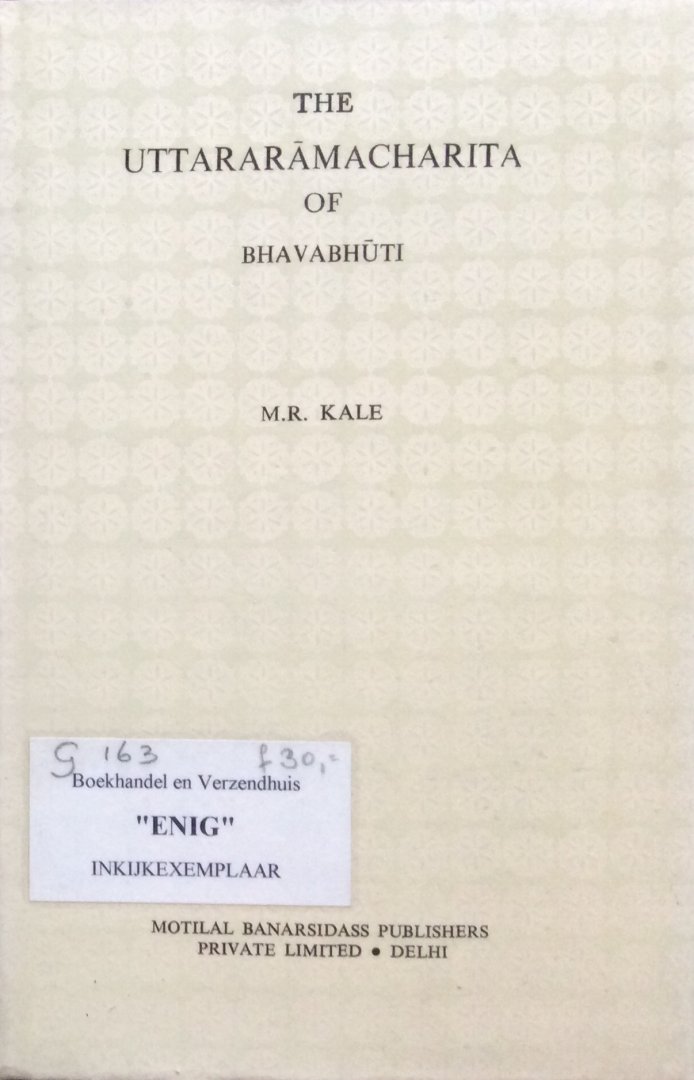 THE
UTTARARĀMACHARITA
OF
BHAVABHŪTI
M.R. KALE
G 163 f 30,=
Boekhandel en Verzendhuis
"ENIG"
INKIJKEXEMPLAAR
MOTILAL BANARSIDASS PUBLISHERS
PRIVATE LIMITED • DELHI